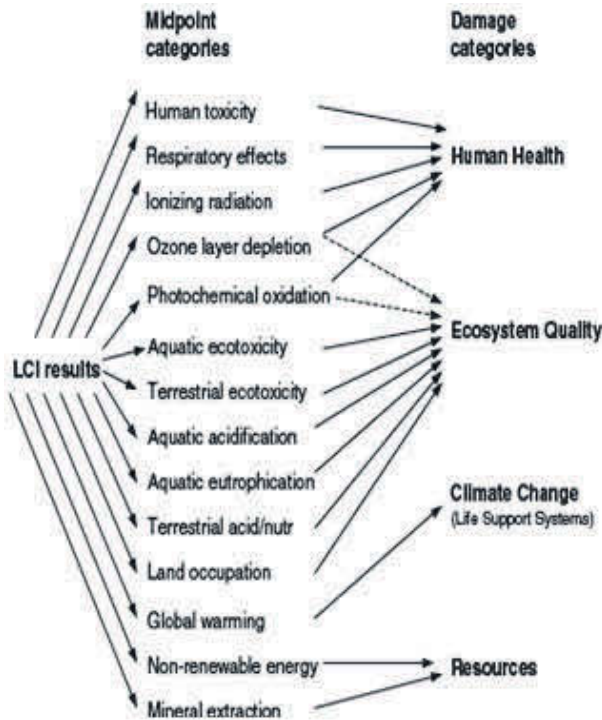 Midpoint
categories
Damage
categories
Human toxicity
Respiratory effects
Human Health
Ionizing radiation
Ozone layer depletion
Photochemical oxidation
Ecosystem Quality
Aquatic ecotoxicity
LCI results
Terrestrial ecotoxicity
Aquatic acidification
Aquatic eutrophication
Climate Change
(Life Support Systems)
Terrestrial acid/nutr
Land occupation
Global warming
Non-renewable energy
Resources
Mineral extraction